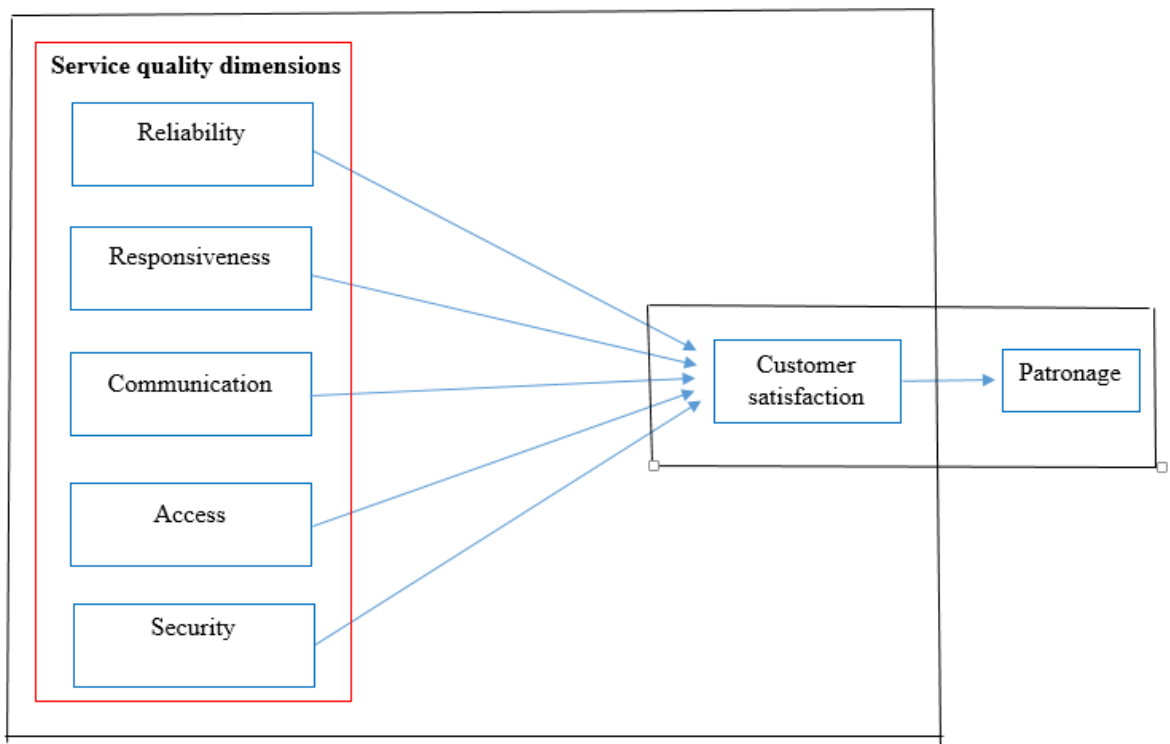 Service quality dimensions
Reliability
Responsiveness
Communication
Access
Security
Customer
satisfaction
Patronage